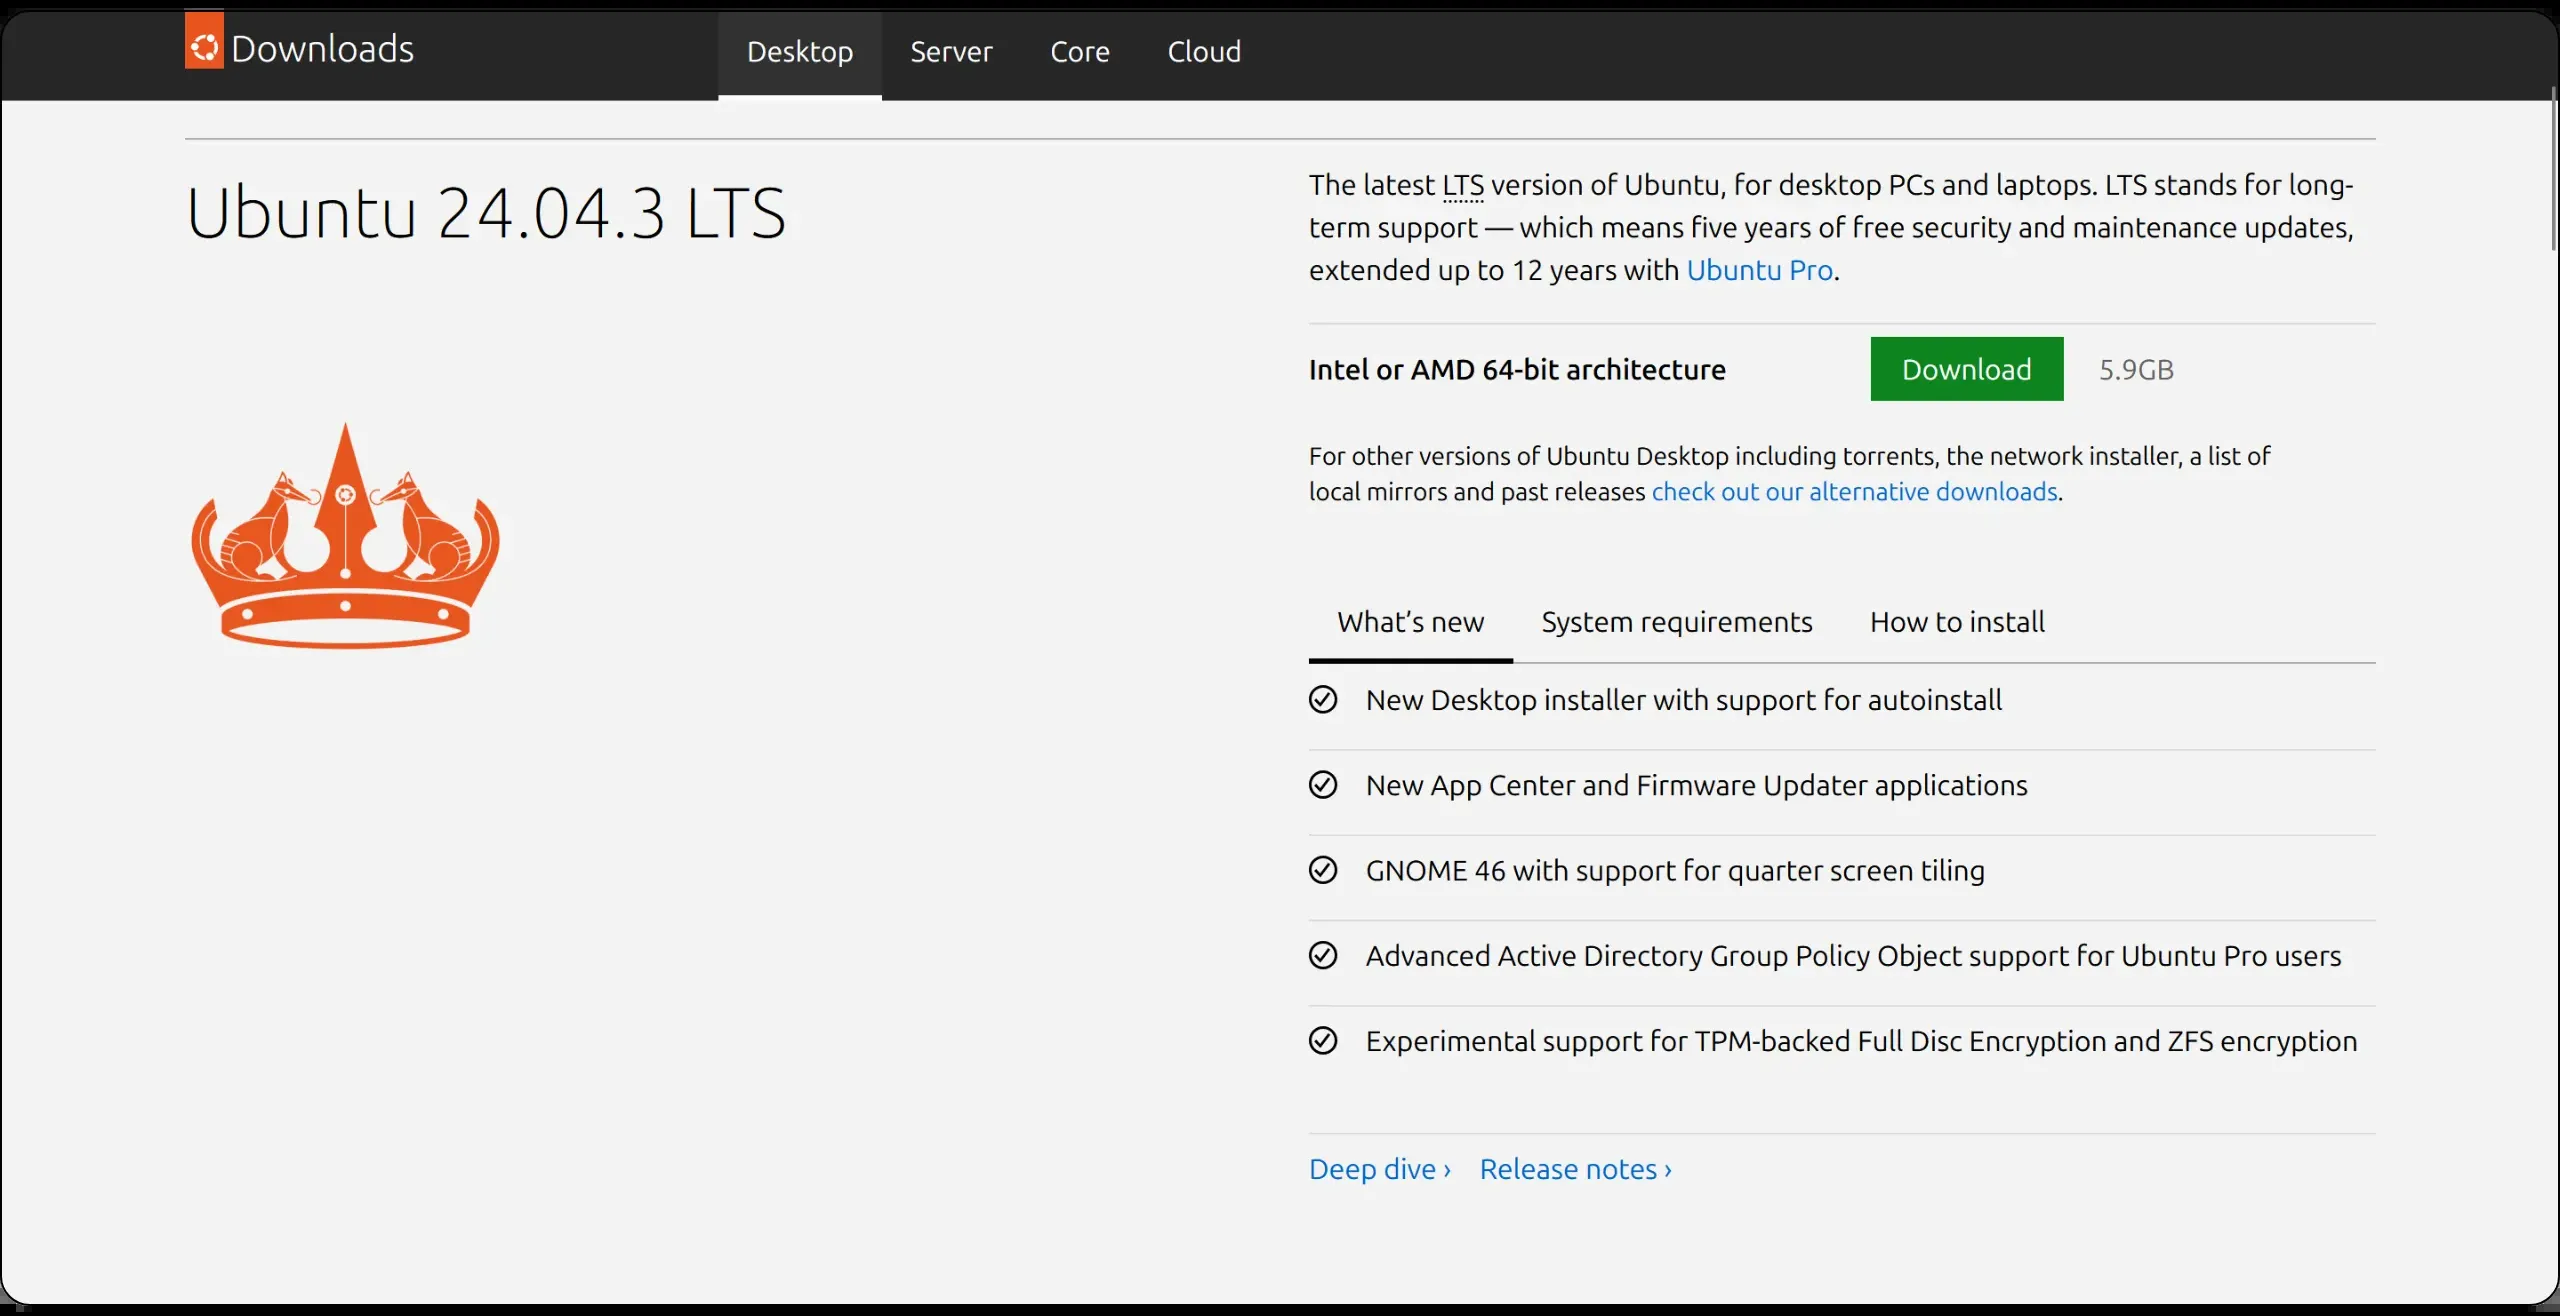 Downloads
Desktop
Server
Core
Cloud
Ubuntu 24.04.3 LTS
The latest LTS version of Ubuntu, for desktop PCs and laptops. LTS stands for long-
term support — which means five years of free security and maintenance updates,
extended up to 12 years with Ubuntu Pro.
Intel or AMD 64-bit architecture
Download
5.9GB
For other versions of Ubuntu Desktop including torrents, the network installer, a list of
local mirrors and past releases check out our alternative downloads.
What’s new
System requirements
How to install
New Desktop installer with support for autoinstall
New App Center and Firmware Updater applications
GNOME 46 with support for quarter screen tiling
Advanced Active Directory Group Policy Object support for Ubuntu Pro users
Experimental support for TPM-backed Full Disc Encryption and ZFS encryption
Deep dive ›
Release notes ›